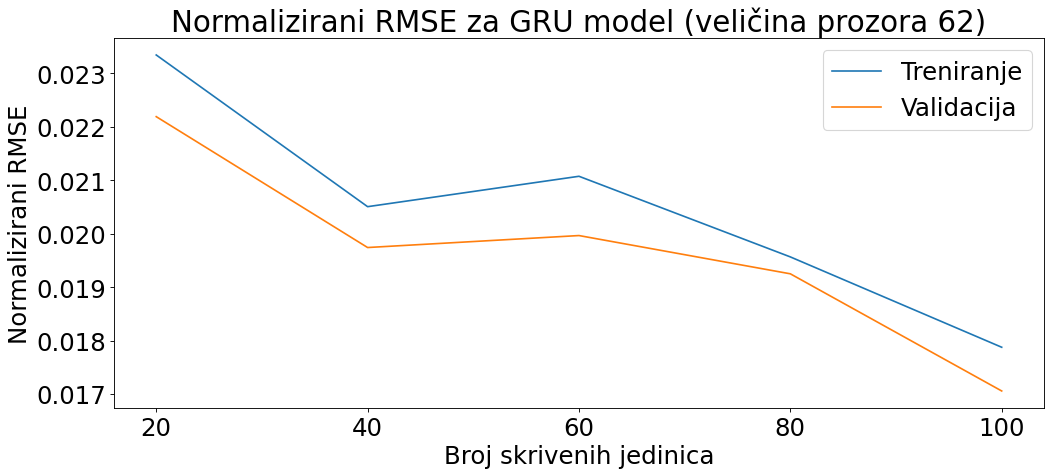 Normalizirani RMSE za GRU model (veličina prozora 62)
Treniranje
Validacija
Normalizirani RMSE
0.023
0.022
0.021
0.020
0.019
0.018
0.017
20 40 60 80 100
Broj skrivenih jedinica